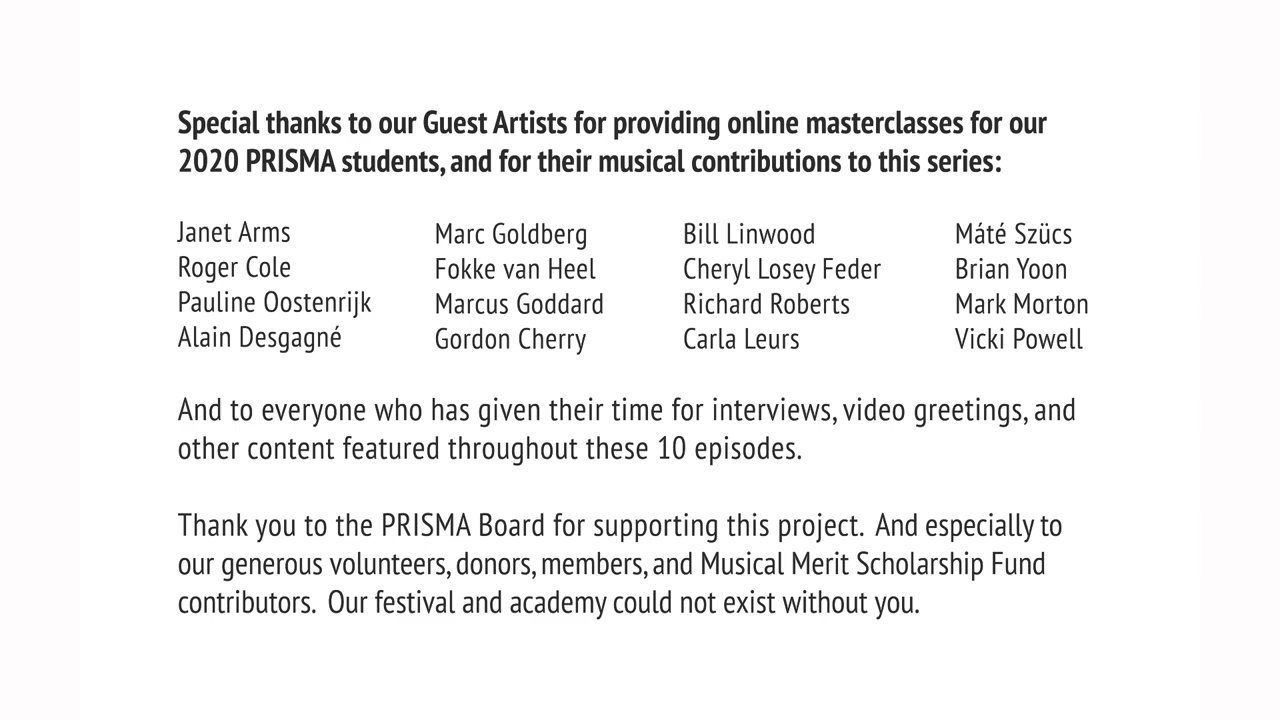 Special thanks to our Guest Artists for providing online masterclasses for our
2020 PRISMA students, and for their musical contributions to this series:
Janet Arms
Roger Cole
Pauline Oostenrijk
Alain Desgagné
Marc Goldberg
Fokke van Heel
Marcus Goddard
Gordon Cherry
Bill Linwood
Cheryl Losey Feder
Richard Roberts
Carla Leurs
Máté Szücs
Brian Yoon
Mark Morton
Vicki Powell
And to everyone who has given their time for interviews, video greetings, and
other content featured throughout these 10 episodes.
Thank you to the PRISMA Board for supporting this project.  And especially to
our generous volunteers, donors, members, and Musical Merit Scholarship Fund
contributors.  Our festival and academy could not exist without you.